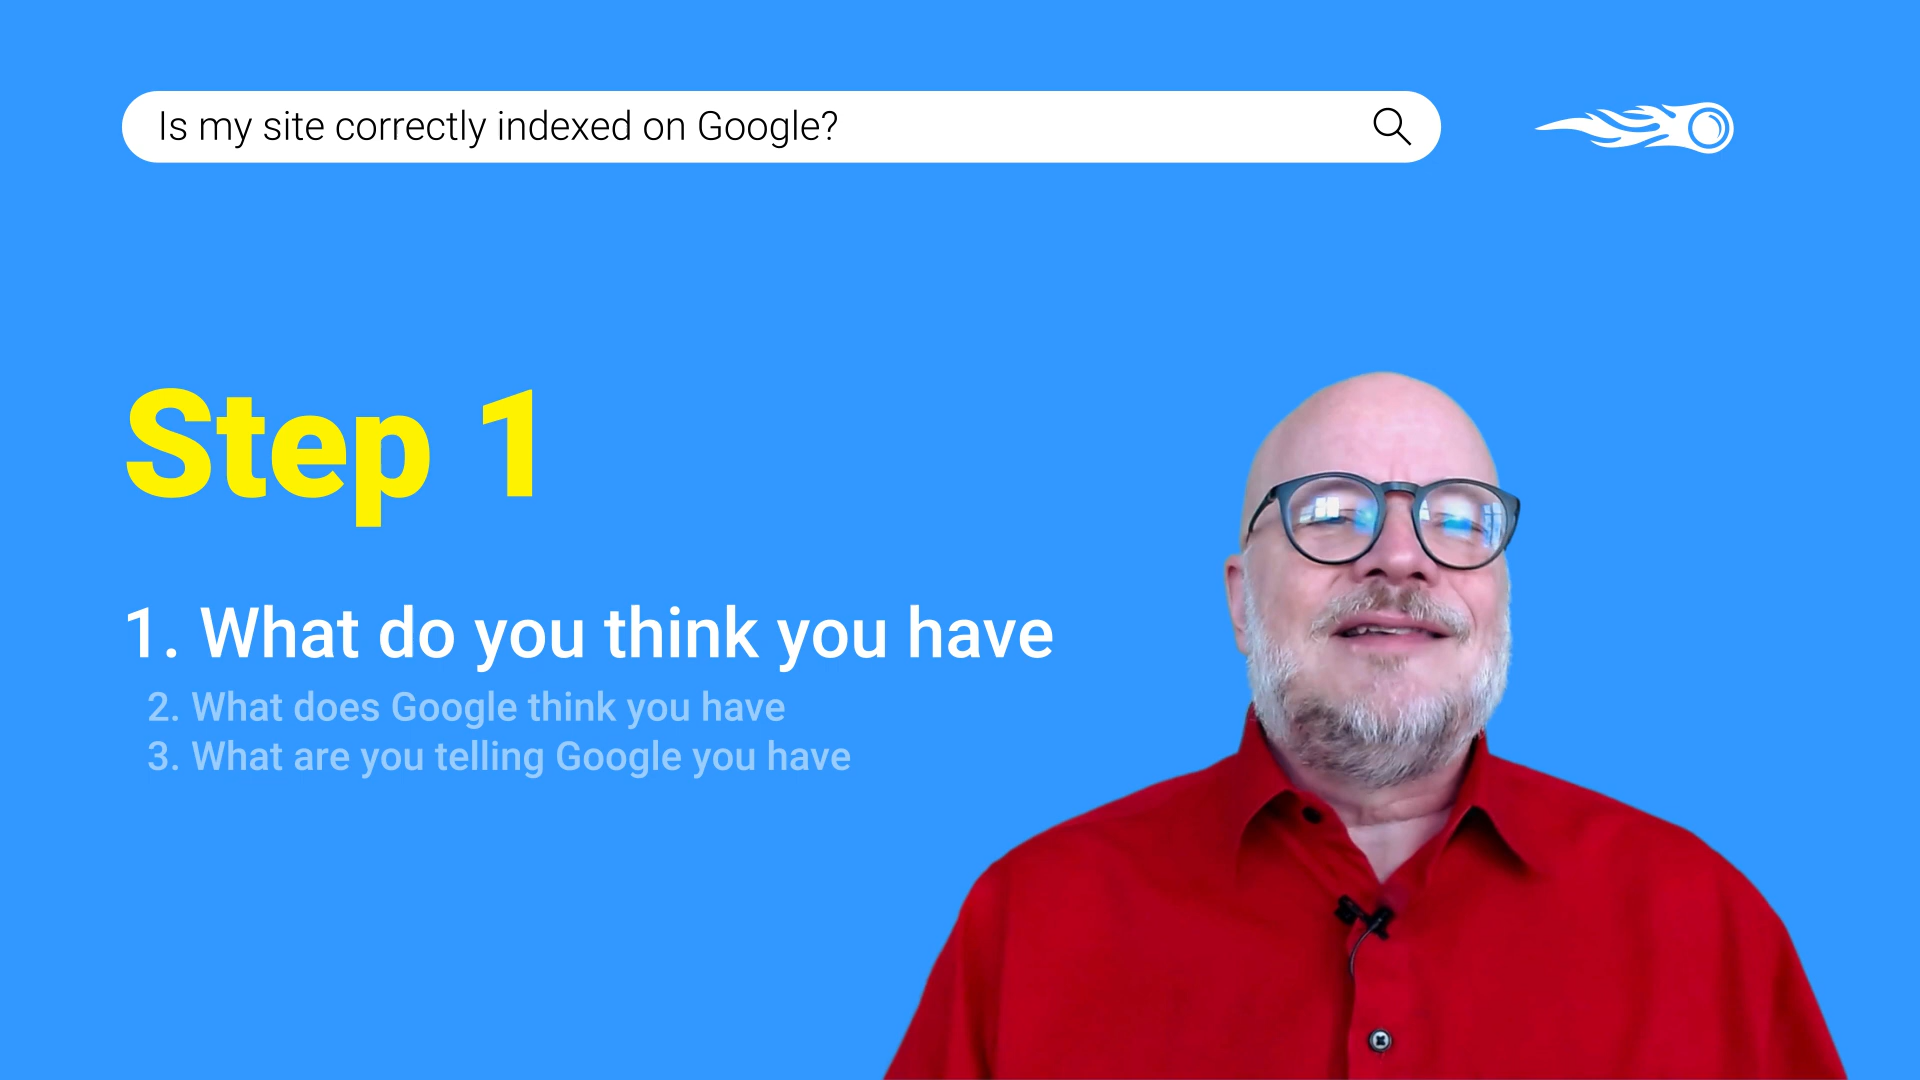 Is my site correctly indexed on Google?
Step 1
1. What do you think you have
2. What does Google think you have
3. What are you telling Google you have